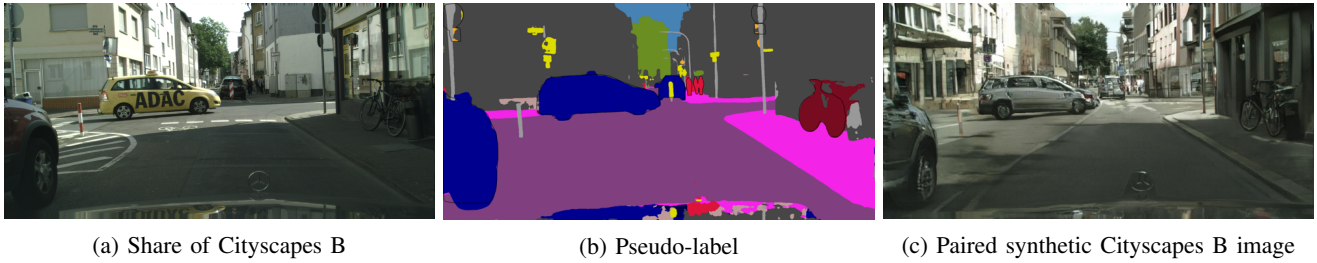 ADAC
(a) Share of Cityscapes B
(b) Pseudo-label
(c) Paired synthetic Cityscapes B image